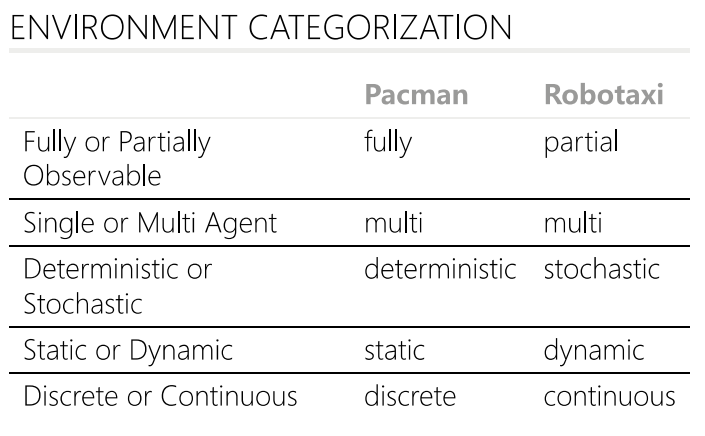 ENVIRONMENT CATEGORIZATION
Pacman Robotaxi
Fully or Partially fully partial
Observable
Single or Multi Agent multi multi
Deterministic or deterministic stochastic
Stochastic
Static or Dynamic static dynamic
Discrete or Continuous discrete continuous